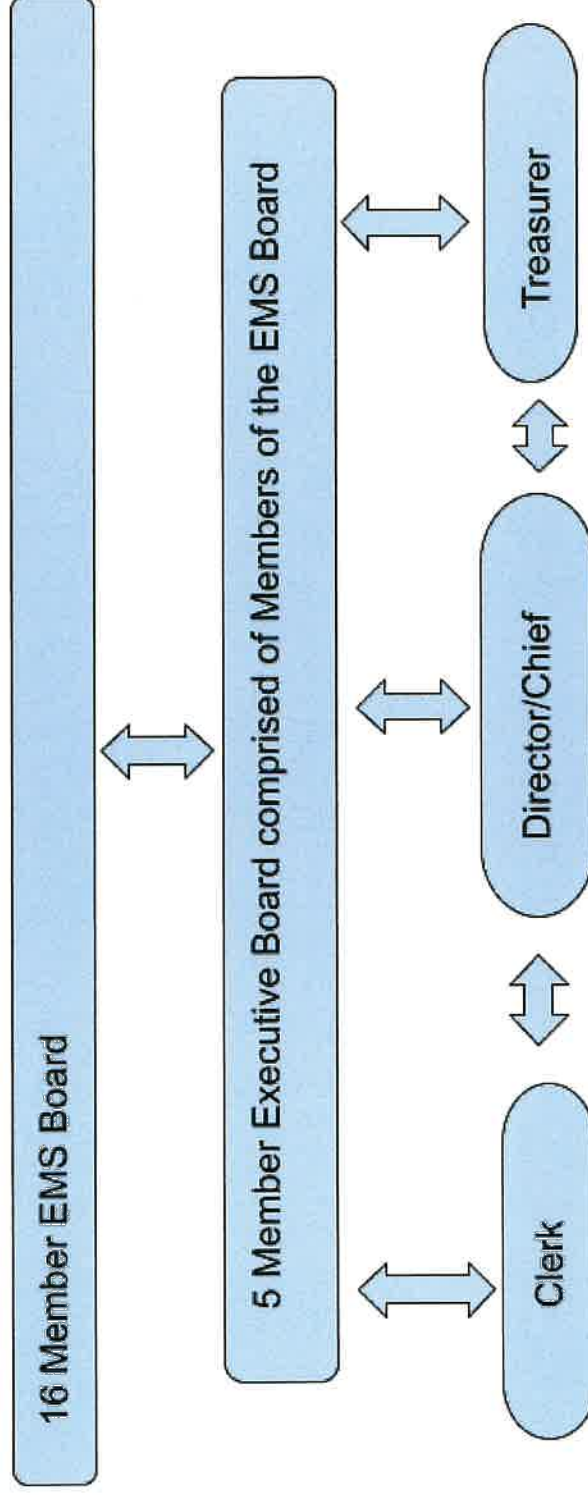 16 Member EMS Board
5 Member Executive Board comprised of Members of the EMS Board
Clerk
Director/Chief
Treasurer